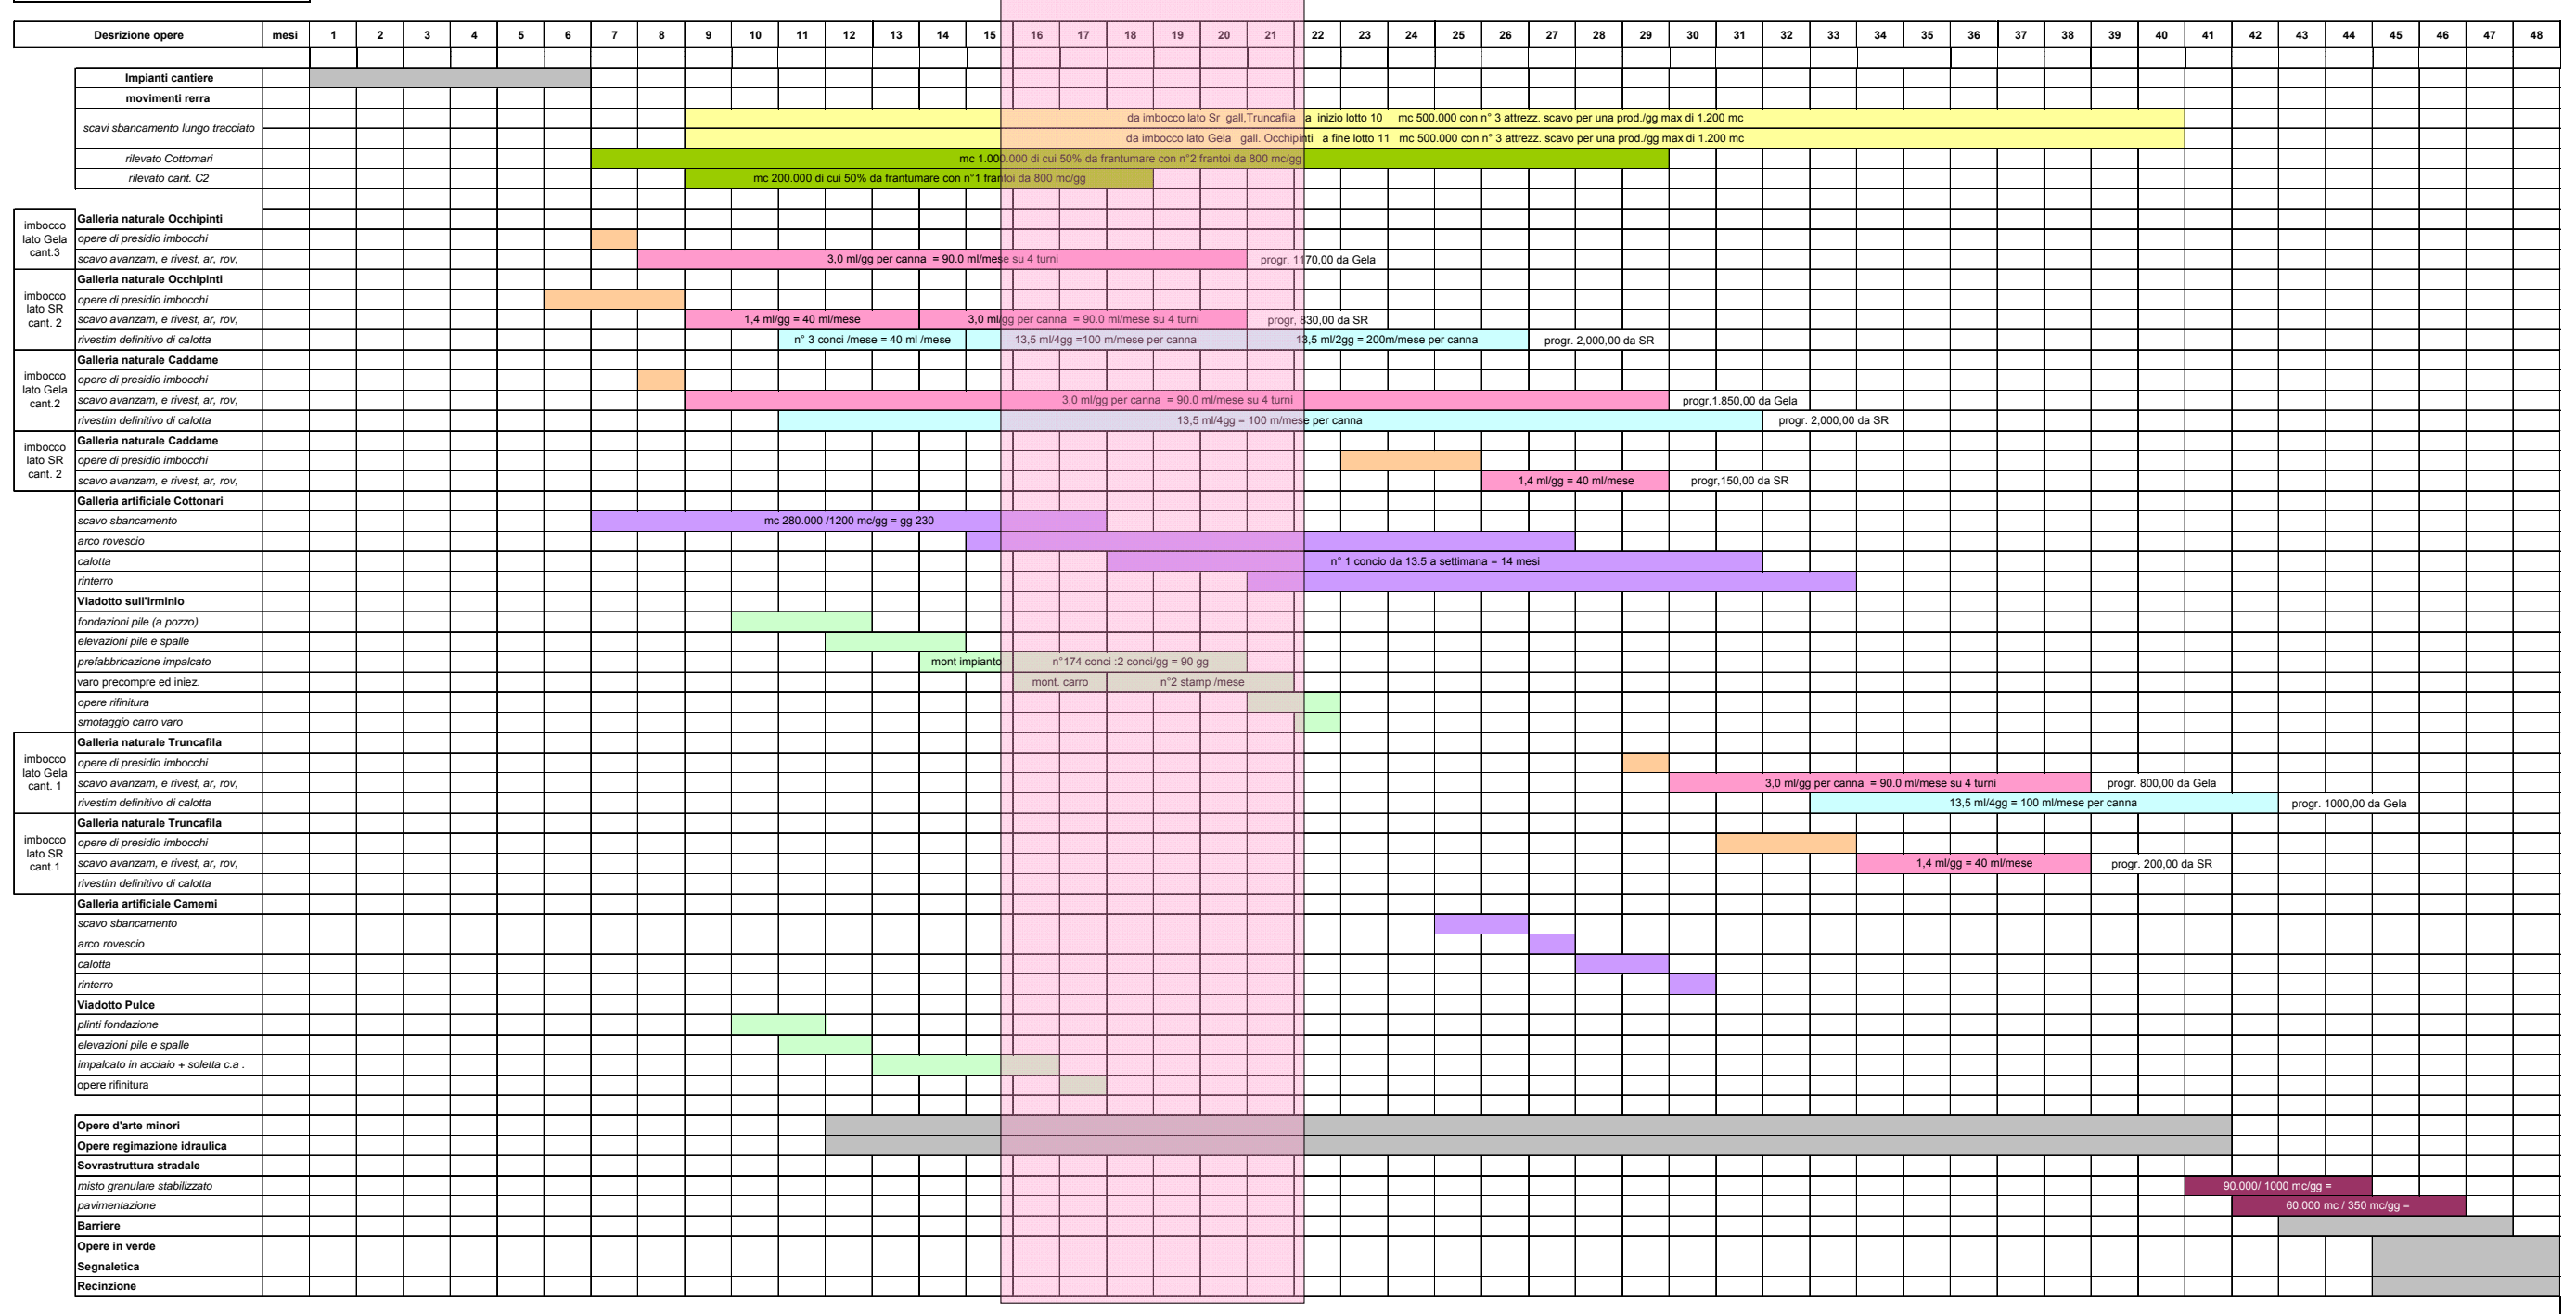 Desrizione opere mesi 1 2 3 4 5 6 7 8 9 10 11 12 13 14 15 16 17 18 19 20 21 22 23 24 25 26 27 28 29 30 31 32 33 34 35 36 37 38 39 40 41 42 43 44 45 46 47 48
Impianti cantiere
movimenti rerra
scavi sbancamento lungo tracciato
da imbocco lato Sr gall,Truncafila a inizio lotto 10 mc 500.000 con n° 3 attrezz. scavo per una prod./gg max di 1.200 mc
da imbocco lato Gela gall. Occhipinti a fine lotto 11 mc 500.000 con n° 3 attrezz. scavo per una prod./gg max di 1.200 mc
rilevato Cottomari mc 1.000.000 di cui 50% da frantumare con n°2 frantoi da 800 mc/gg
rilevato cant. C2 mc 200.000 di cui 50% da frantumare con n°1 frantoi da 800 mc/gg
imbocco
lato Gela
cant.3
Galleria naturale Occhipinti
opere di presidio imbocchi
scavo avanzam, e rivest, ar, rov, 3,0 ml/gg per canna = 90.0 ml/mese su 4 turni progr. 1170,00 da Gela
imbocco
lato SR
cant. 2
Galleria naturale Occhipinti
opere di presidio imbocchi
scavo avanzam, e rivest, ar, rov, 1,4 ml/gg = 40 ml/mese 3,0 ml/gg per canna = 90.0 ml/mese su 4 turni progr, 830,00 da SR
rivestim definitivo di calotta n° 3 conci /mese = 40 ml /mese 13,5 ml/4gg =100 m/mese per canna 13,5 ml/2gg = 200m/mese per canna progr. 2,000,00 da SR
imbocco
lato Gela
cant.2
Galleria naturale Caddame
opere di presidio imbocchi
scavo avanzam, e rivest, ar, rov, 3,0 ml/gg per canna = 90.0 ml/mese su 4 turni progr,1.850,00 da Gela
rivestim definitivo di calotta 13,5 ml/4gg = 100 m/mese per canna progr. 2,000,00 da SR
imbocco
lato SR
cant. 2
Galleria naturale Caddame
opere di presidio imbocchi
scavo avanzam, e rivest, ar, rov, 1,4 ml/gg = 40 ml/mese progr,150,00 da SR
Galleria artificiale Cottonari
scavo sbancamento mc 280.000 /1200 mc/gg = gg 230
arco rovescio
calotta n° 1 concio da 13.5 a settimana = 14 mesi
rinterro
Viadotto sull'irminio
fondazioni pile (a pozzo)
elevazioni pile e spalle
prefabbricazione impalcato mont impianto n°174 conci :2 conci/gg = 90 gg
varo precompre ed iniez. mont. carro n°2 stamp /mese
opere rifinitura
smotaggio carro varo
imbocco
lato Gela
cant. 1
Galleria naturale Truncafila
opere di presidio imbocchi
scavo avanzam, e rivest, ar, rov, 3,0 ml/gg per canna = 90.0 ml/mese su 4 turni progr. 800,00 da Gela
rivestim definitivo di calotta 13,5 ml/4gg = 100 ml/mese per canna progr. 1000,00 da Gela
imbocco
lato SR
cant.1
Galleria naturale Truncafila
opere di presidio imbocchi
scavo avanzam, e rivest, ar, rov, 1,4 ml/gg = 40 ml/mese progr. 200,00 da SR
rivestim definitivo di calotta
Galleria artificiale Camemi
scavo sbancamento
arco rovescio
calotta
rinterro
Viadotto Pulce
plinti fondazione
elevazioni pile e spalle
impalcato in acciaio + soletta c.a .
opere rifinitura
Opere d'arte minori
Opere regimazione idraulica
Sovrastruttura stradale
misto granulare stabilizzato 90.000/ 1000 mc/gg =
pavimentazione 60.000 mc / 350 mc/gg =
Barriere
Opere in verde
Segnaletica
Recinzione